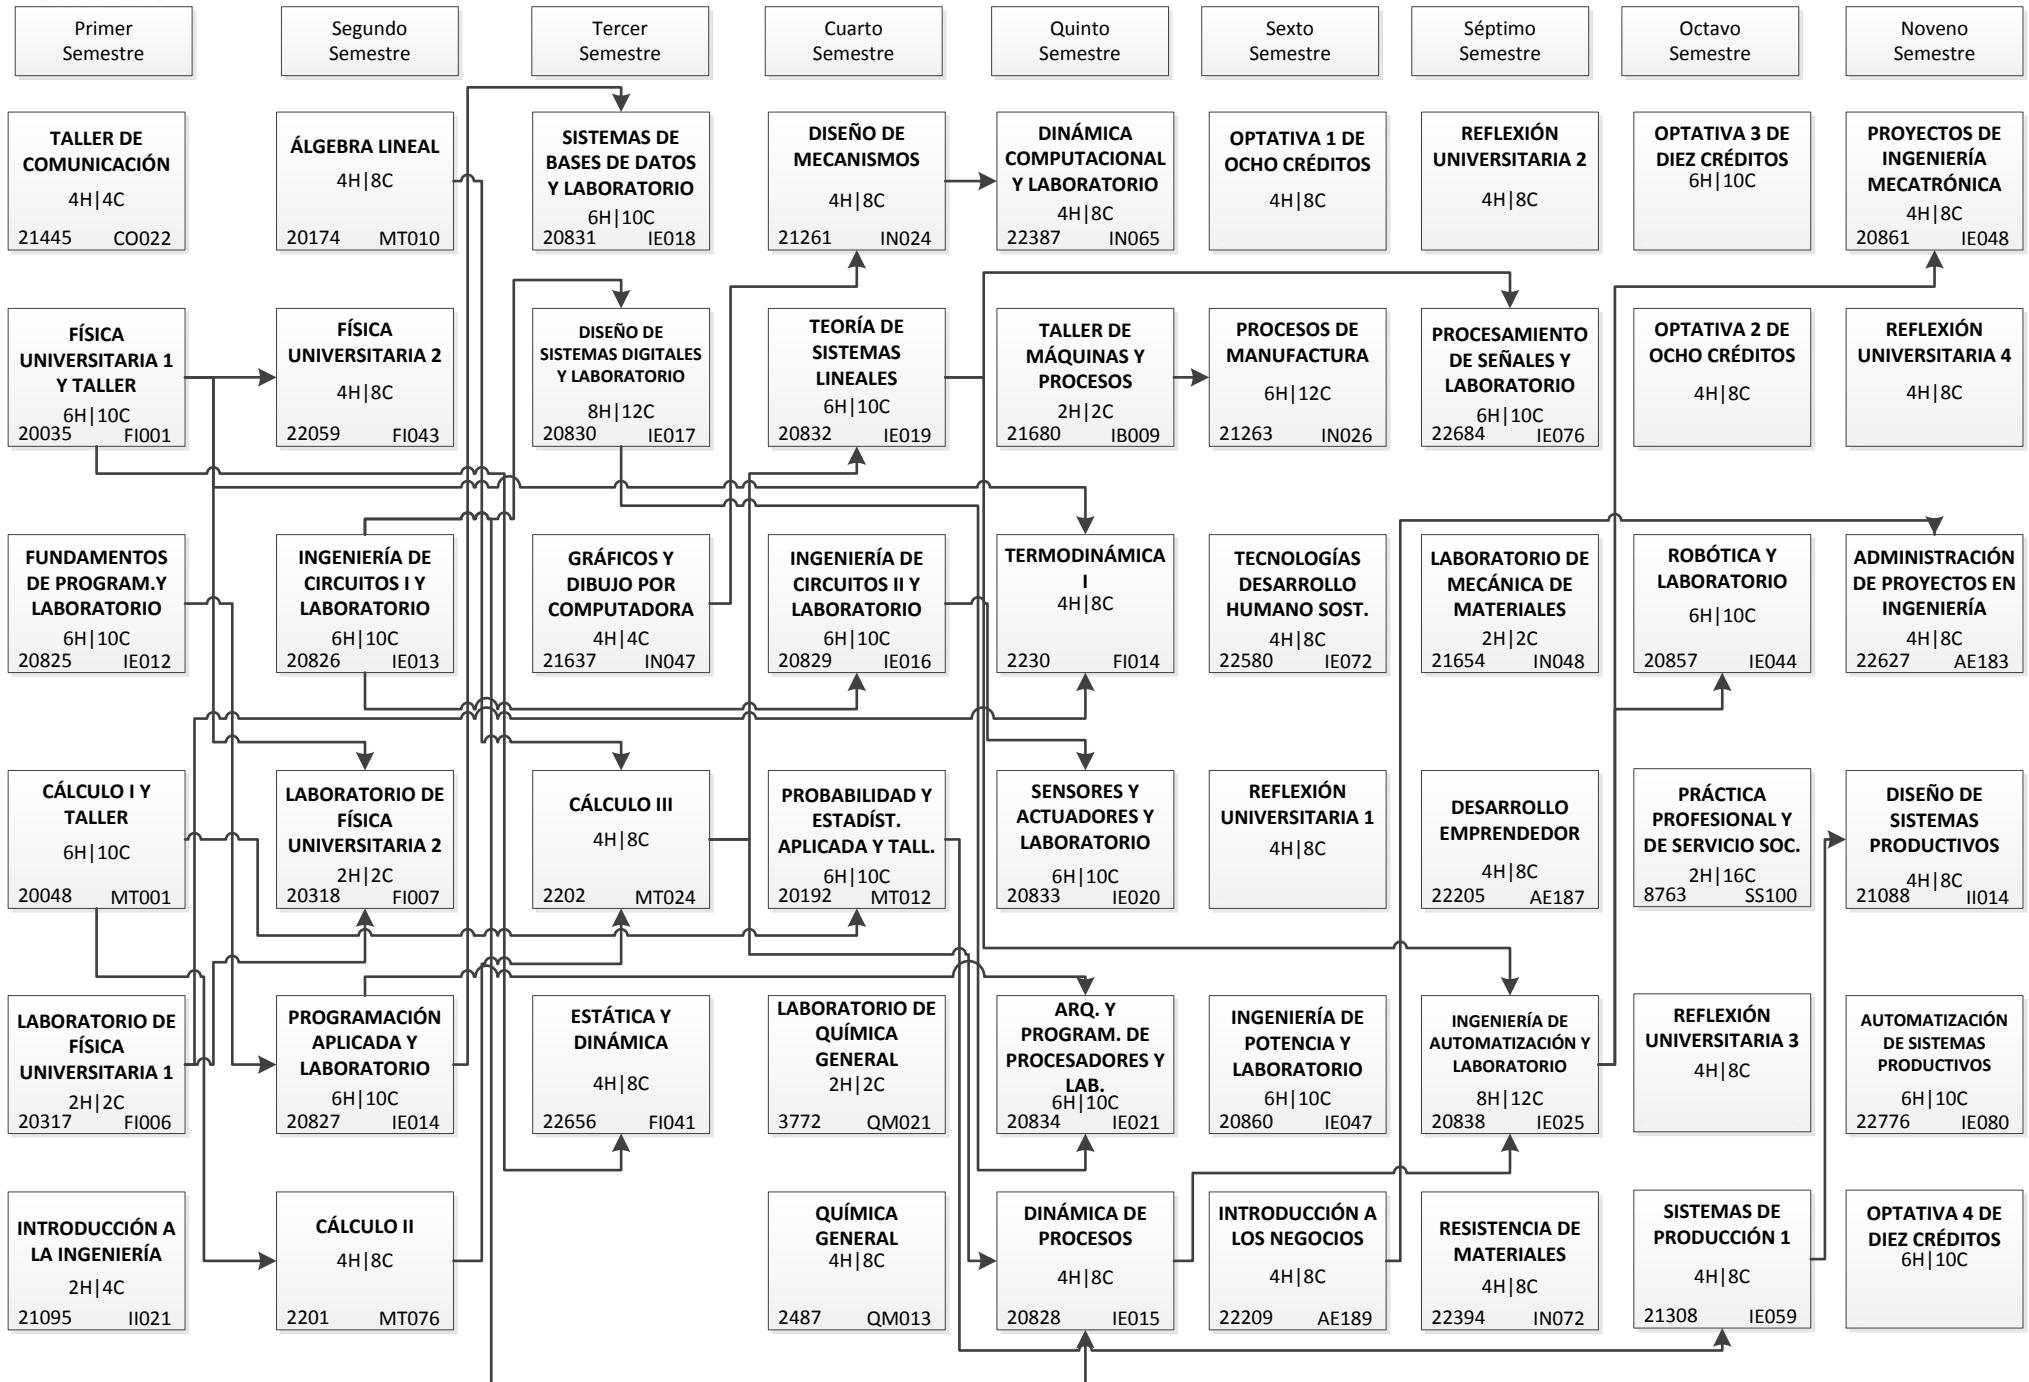 Primer
Semestre
Segundo
Semestre
Tercer
Semestre
Cuarto
Semestre
Quinto
Semestre
Sexto
Semestre
Séptimo
Semestre
Octavo
Semestre
Noveno
Semestre
TALLER DE
COMUNICACIÓN
4H|4C
21445 CO022
ÁLGEBRA LINEAL
4H|8C
20174 MT010
SISTEMAS DE
BASES DE DATOS
Y LABORATORIO
6H|10C
20831 IE018
DISEÑO DE
MECANISMOS
4H|8C
21261 IN024
DINÁMICA
COMPUTACIONAL
Y LABORATORIO
4H|8C
22387 IN065
OPTATIVA 1 DE
OCHO CRÉDITOS
4H|8C
REFLEXIÓN
UNIVERSITARIA 2
4H|8C
OPTATIVA 3 DE
DIEZ CRÉDITOS
6H|10C
PROYECTOS DE
INGENIERÍA
MECATRÓNICA
4H|8C
20861 IE048
FÍSICA
UNIVERSITARIA 1
Y TALLER
6H|10C
20035 FI001
FÍSICA
UNIVERSITARIA 2
4H|8C
22059 FI043
DISEÑO DE
SISTEMAS DIGITALES
Y LABORATORIO
8H|12C
20830 IE017
TEORÍA DE
SISTEMAS
LINEALES
6H|10C
20832 IE019
TALLER DE
MÁQUINAS Y
PROCESOS
2H|2C
21680 IB009
PROCESOS DE
MANUFACTURA
6H|12C
21263 IN026
PROCESAMIENTO
DE SEÑALES Y
LABORATORIO
6H|10C
22684 IE076
OPTATIVA 2 DE
OCHO CRÉDITOS
4H|8C
REFLEXIÓN
UNIVERSITARIA 4
4H|8C
FUNDAMENTOS
DE PROGRAM.Y
LABORATORIO
6H|10C
20825 IE012
INGENIERÍA DE
CIRCUITOS I Y
LABORATORIO
6H|10C
20826 IE013
GRÁFICOS Y
DIBUJO POR
COMPUTADORA
4H|4C
21637 IN047
INGENIERÍA DE
CIRCUITOS II Y
LABORATORIO
6H|10C
20829 IE016
TERMODINÁMICA
I
4H|8C
2230 FI014
TECNOLOGÍAS
DESARROLLO
HUMANO SOST.
4H|8C
22580 IE072
LABORATORIO DE
MECÁNICA DE
MATERIALES
2H|2C
21654 IN048
ROBÓTICA Y
LABORATORIO
6H|10C
20857 IE044
ADMINISTRACIÓN
DE PROYECTOS EN
INGENIERÍA
4H|8C
22627 AE183
CÁLCULO I Y
TALLER
6H|10C
20048 MT001
LABORATORIO DE
FÍSICA
UNIVERSITARIA 2
2H|2C
20318 FI007
CÁLCULO III
4H|8C
2202 MT024
PROBABILIDAD Y
ESTADÍST.
APLICADA Y TALL.
6H|10C
20192 MT012
SENSORES Y
ACTUADORES Y
LABORATORIO
6H|10C
20833 IE020
REFLEXIÓN
UNIVERSITARIA 1
4H|8C
DESARROLLO
EMPRENDEDOR
4H|8C
22205 AE187
PRÁCTICA
PROFESIONAL Y
DE SERVICIO SOC.
2H|16C
8763 SS100
DISEÑO DE
SISTEMAS
PRODUCTIVOS
4H|8C
21088 II014
LABORATORIO DE
FÍSICA
UNIVERSITARIA 1
2H|2C
20317 FI006
PROGRAMACIÓN
APLICADA Y
LABORATORIO
6H|10C
20827 IE014
ESTÁTICA Y
DINÁMICA
4H|8C
22656 FI041
LABORATORIO DE
QUÍMICA
GENERAL
2H|2C
3772 QM021
ARQ. Y
PROGRAM. DE
PROCESADORES Y
LAB.
6H|10C
20834 IE021
INGENIERÍA DE
POTENCIA Y
LABORATORIO
6H|10C
20860 IE047
INGENIERÍA DE
AUTOMATIZACIÓN Y
LABORATORIO
8H|12C
20838 IE025
REFLEXIÓN
UNIVERSITARIA 3
4H|8C
AUTOMATIZACIÓN
DE SISTEMAS
PRODUCTIVOS
6H|10C
22776 IE080
INTRODUCCIÓN A
LA INGENIERÍA
2H|4C
21095 II021
CÁLCULO II
4H|8C
2201 MT076
QUÍMICA
GENERAL
4H|8C
2487 QM013
DINÁMICA DE
PROCESOS
4H|8C
20828 IE015
INTRODUCCIÓN A
LOS NEGOCIOS
4H|8C
22209 AE189
RESISTENCIA DE
MATERIALES
4H|8C
22394 IN072
SISTEMAS DE
PRODUCCIÓN 1
4H|8C
21308 IE059
OPTATIVA 4 DE
DIEZ CRÉDITOS
6H|10C